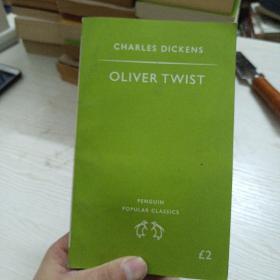 CHARLES DICKENS
OLIVER TWIST
PENGUIN
POPULAR CLASSICS
£2